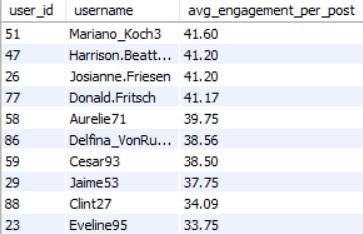 user_id username avg_engagement_per_post
51 Mariano_Koch3 41.60
47 Harrison.Beatt... 41.20
26 Josianne.Friesen 41.20
77 Donald.Fritsch 41.17
58 Aurelie71 39.75
86 Delfina_VonRu... 38.56
59 Cesar93 38.50
29 Jaime53 37.75
88 Clint27 34.09
23 Eveline95 33.75